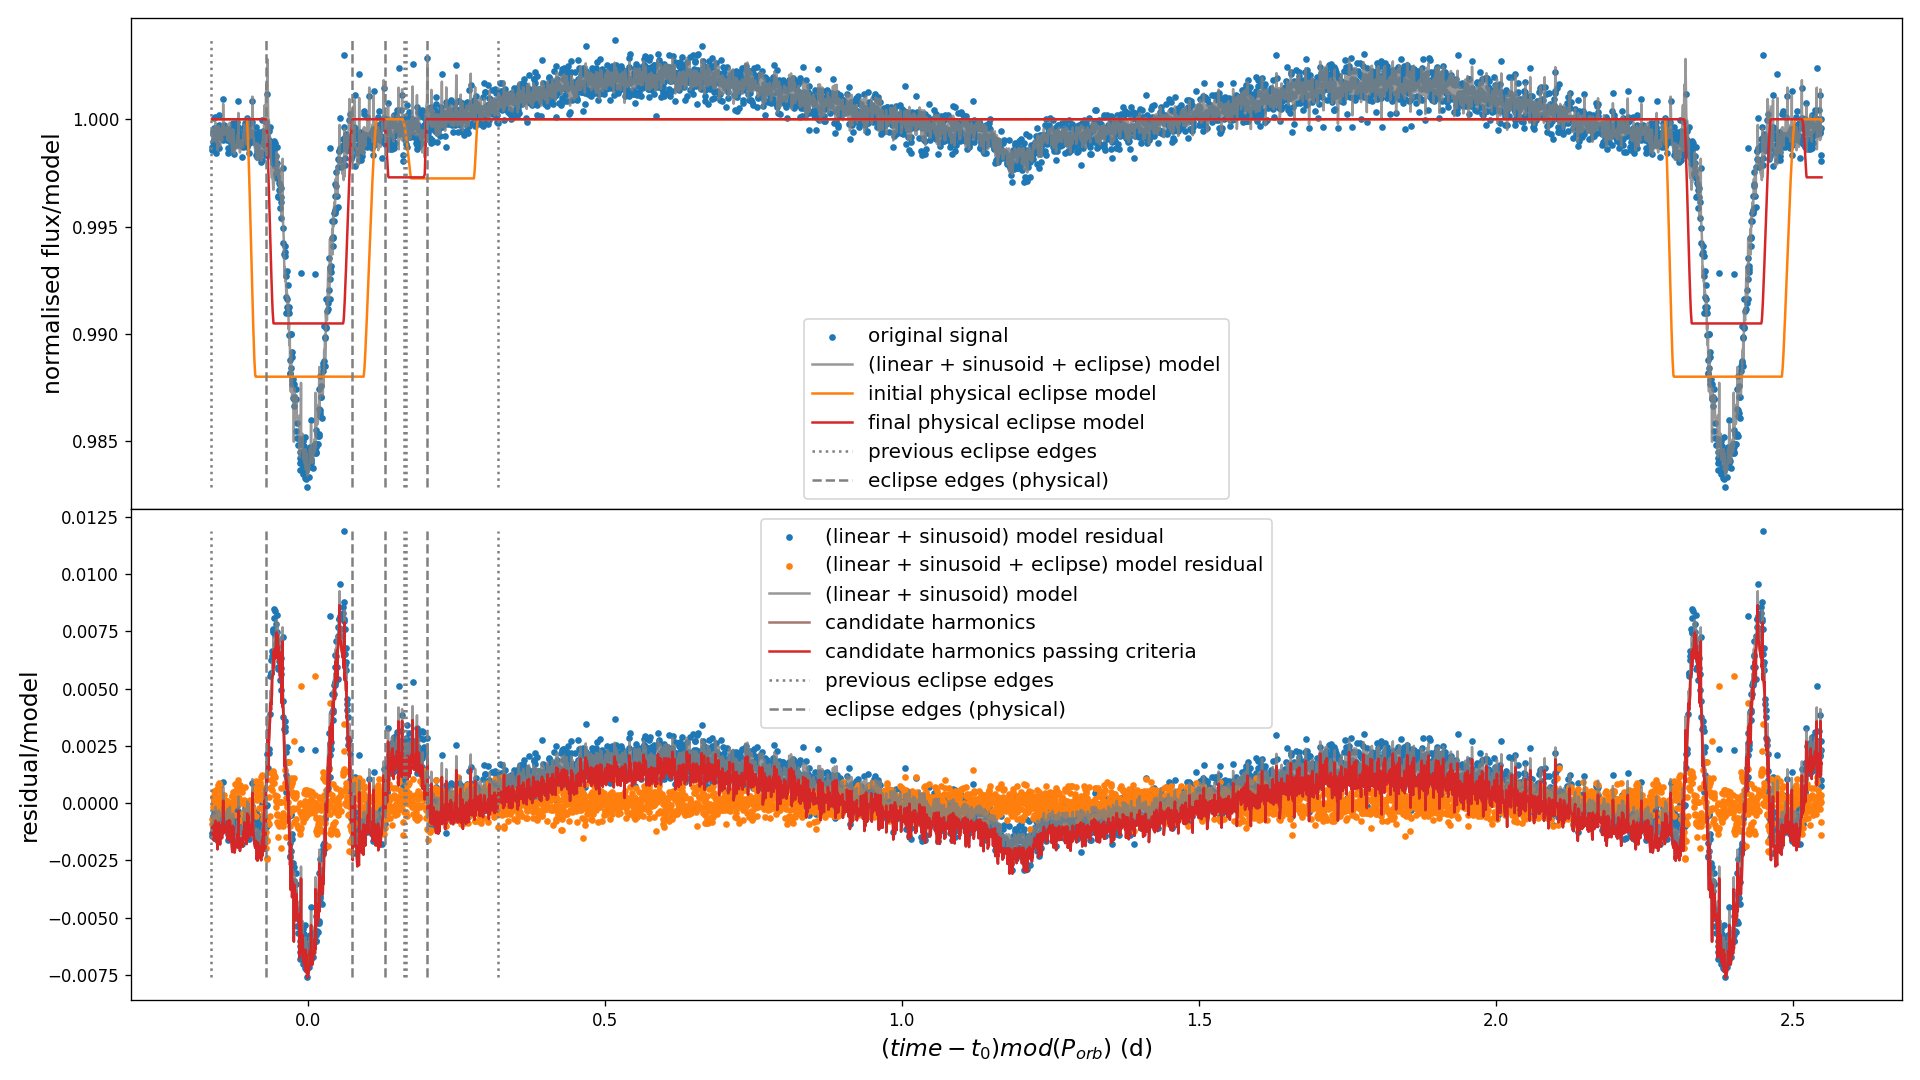 1.000
0.995
0.990
0.985
normalised flux/model
original signal
(linear + sinusoid + eclipse) model
initial physical eclipse model
final physical eclipse model
previous eclipse edges
eclipse edges (physical)
0.0125
0.0100
0.0075
0.0050
0.0025
0.0000
−0.0025
−0.0050
−0.0075
residual/model
(linear + sinusoid) model residual
(linear + sinusoid + eclipse) model residual
(linear + sinusoid) model
candidate harmonics
candidate harmonics passing criteria
previous eclipse edges
eclipse edges (physical)
0.0 0.5 1.0 1.5 2.0 2.5
(time − t₀)mod(P_orb) (d)